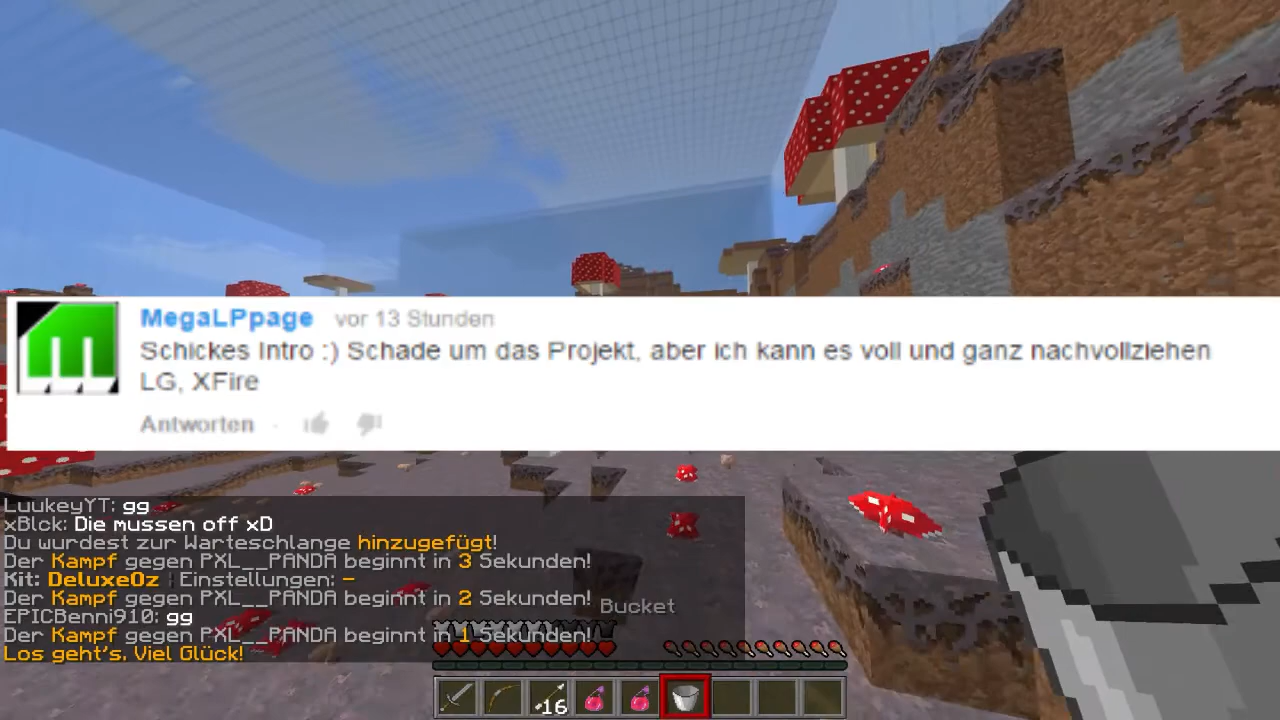 MegaLPpage vor 13 Stunden
Schickes Intro :) Schade um das Projekt, aber ich kann es voll und ganz nachvollziehen
LG, XFire
Antworten
LuukeyYT: gg
xBlck: Die mussen off xD
Du wurdest zur Warteschlange hinzugefügt!
Der Kampf gegen PXL__PANDA beginnt in 3 Sekunden!
Kit: DeluxeOz | Einstellungen: -
Der Kampf gegen PXL__PANDA beginnt in 2 Sekunden!
Bucket
EPICBenni910: gg
Der Kampf gegen PXL__PANDA beginnt in 1 Sekunden!
Los geht's. Viel Glück!
16